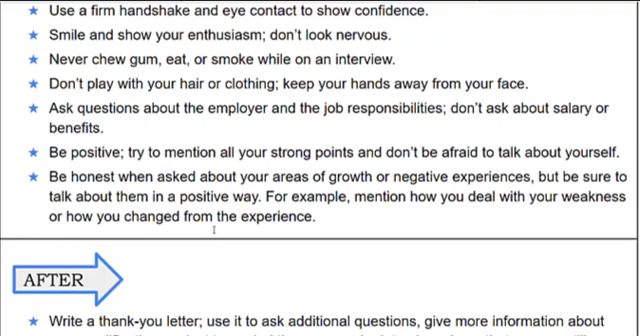 Use a firm handshake and eye contact to show confidence.
Smile and show your enthusiasm; don't look nervous.
Never chew gum, eat, or smoke while on an interview.
Don't play with your hair or clothing; keep your hands away from your face.
Ask questions about the employer and the job responsibilities; don't ask about salary or
benefits.
Be positive; try to mention all your strong points and don't be afraid to talk about yourself.
Be honest when asked about your areas of growth or negative experiences, but be sure to
talk about them in a positive way. For example, mention how you deal with your weakness
or how you changed from the experience.
AFTER
Write a thank-you letter; use it to ask additional questions, give more information about